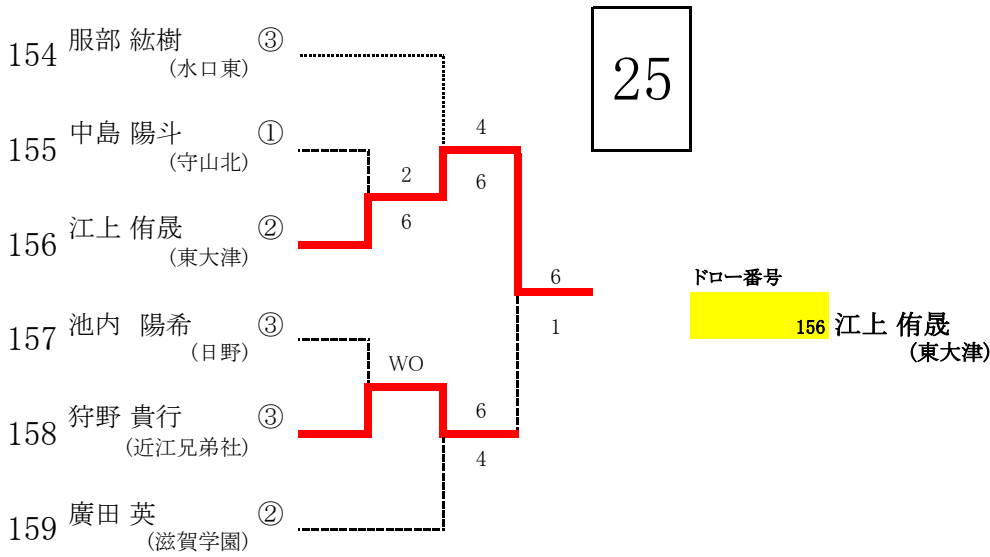 154 服部 紘樹 ③
(水口東)
25
155 中島 陽斗 ①
(守山北)
4
2
6
156 江上 侑晟 ②
(東大津)
6
6
ドロー番号
1
156 江上 侑晟
(東大津)
157 池内 陽希 ③
(日野)
WO
158 狩野 貴行 ③
(近江兄弟社)
6
4
159 廣田 英 ②
(滋賀学園)